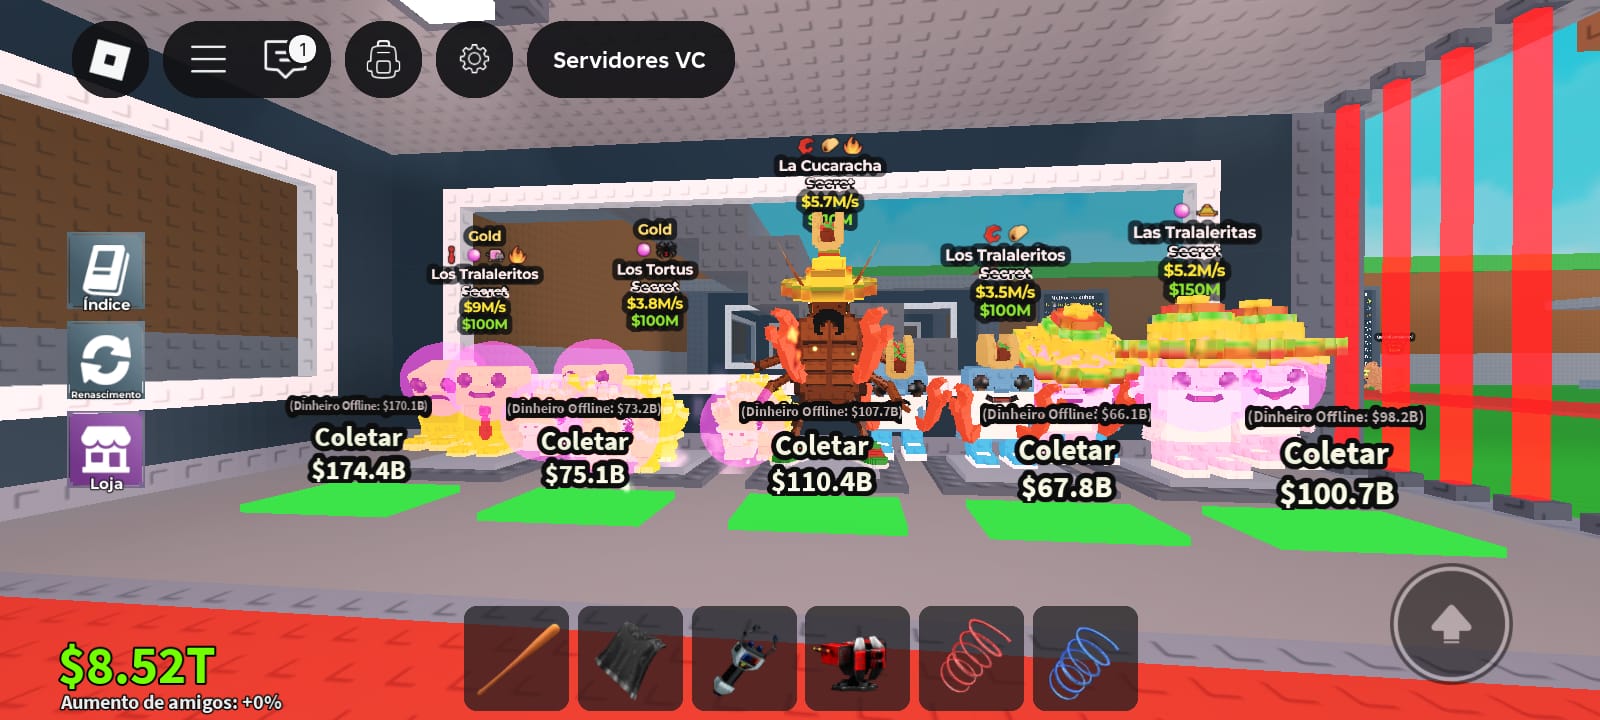 1
Servidores VC
La Cucaracha
Secret
$5.7M/s
Las Tralaleritas
Secret
$5.2M/s
$150M
Gold
Los Tralaleritos
Secret
$9M/s
$100M
Gold
Los Tortus
Secret
$3.8M/s
$100M
Los Tralaleritos
Secret
$3.5M/s
$100M
Índice
Renascimento
Loja
(Dinheiro Offline: $170.1B)
Coletar
$174.4B
(Dinheiro Offline: $73.2B)
Coletar
$75.1B
(Dinheiro Offline: $107.7B)
Coletar
$110.4B
(Dinheiro Offline: $66.1B)
Coletar
$67.8B
(Dinheiro Offline: $98.2B)
Coletar
$100.7B
$8.52T
Aumento de amigos: +0%